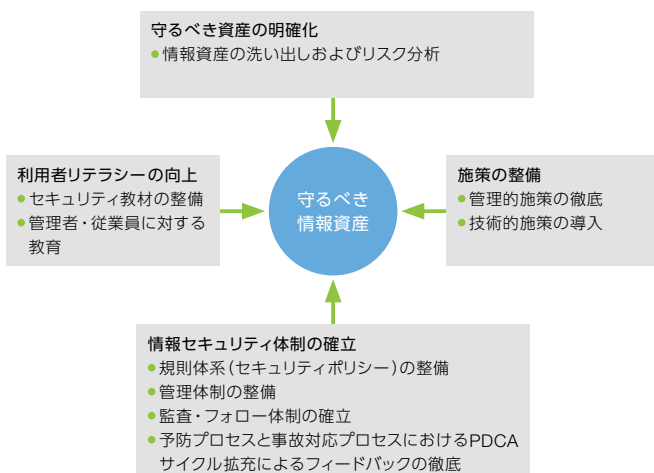 守るべき資産の明確化
●情報資産の洗い出しおよびリスク分析
利用者リテラシーの向上
●セキュリティ教材の整備
●管理者・従業員に対する
教育
守るべき
情報資産
施策の整備
●管理的施策の徹底
●技術的施策の導入
情報セキュリティ体制の確立
●規則体系(セキュリティポリシー)の整備
●管理体制の整備
●監査・フォロー体制の確立
●予防プロセスと事故対応プロセスにおけるPDCA
サイクル拡充によるフィードバックの徹底